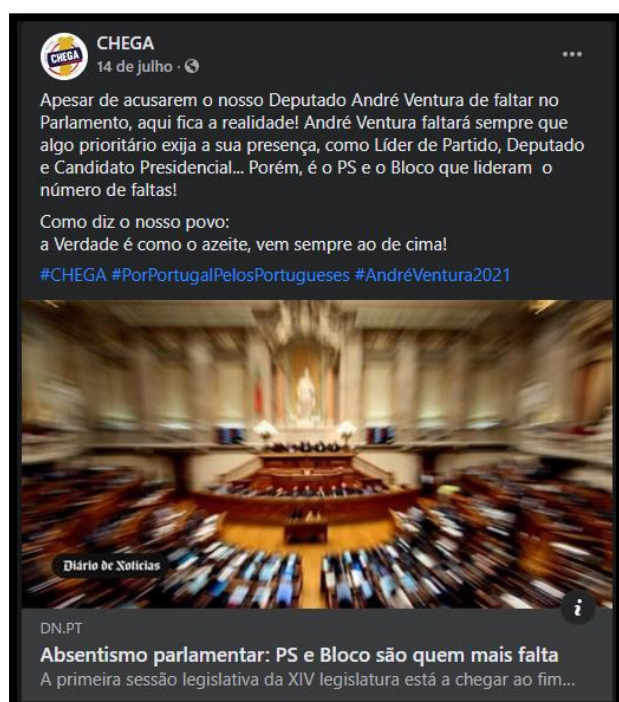 CHEGA
CHEGA
14 de julho ·
Apesar de acusarem o nosso Deputado André Ventura de faltar no
Parlamento, aqui fica a realidade! André Ventura faltará sempre que
algo prioritário exija a sua presença, como Líder de Partido, Deputado
e Candidato Presidencial... Porém, é o PS e o Bloco que lideram o
número de faltas!
Como diz o nosso povo:
a Verdade é como o azeite, vem sempre ao de cima!
#CHEGA #PorPortugalPelosPortugueses #AndréVentura2021
Diário de Notícias
DN.PT
Absentismo parlamentar: PS e Bloco são quem mais falta
A primeira sessão legislativa da XIV legislatura está a chegar ao fim...